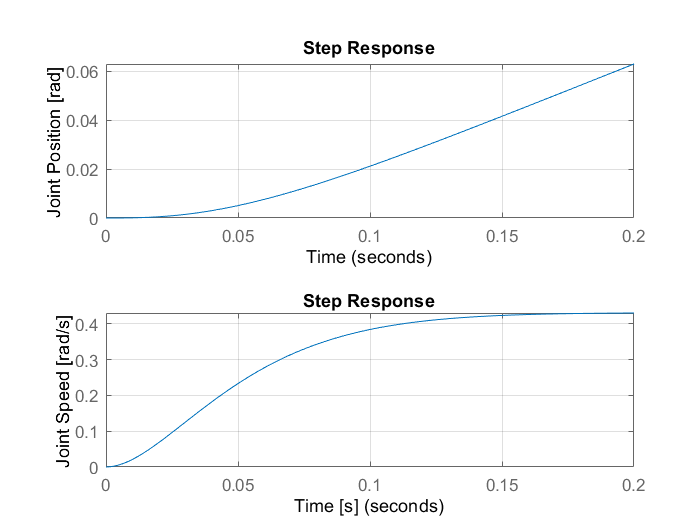 Step Response
Joint Position [rad]
0.06
0.04
0.02
0
0 0.05 0.1 0.15 0.2
Time (seconds)
Step Response
Joint Speed [rad/s]
0.4
0.3
0.2
0.1
0
0 0.05 0.1 0.15 0.2
Time [s] (seconds)